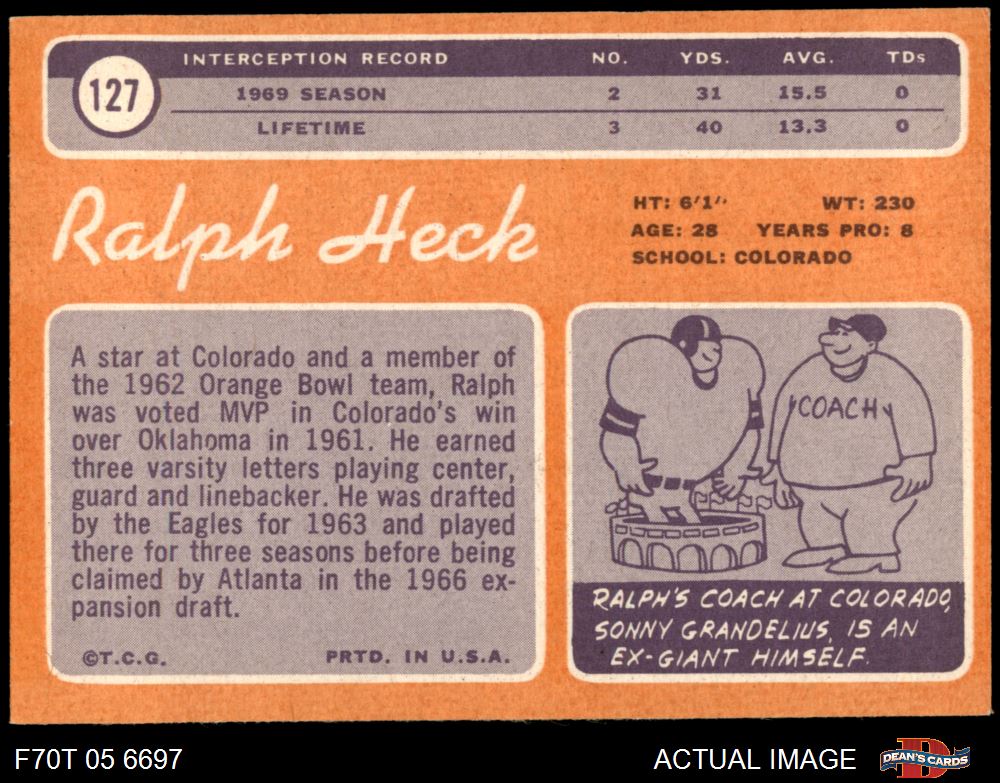 127
INTERCEPTION RECORD NO. YDS. AVG. TDs
1969 SEASON 2 31 15.5 0
LIFETIME 3 40 13.3 0
Ralph Heck
HT: 6'1" WT: 230
AGE: 28 YEARS PRO: 8
SCHOOL: COLORADO
A star at Colorado and a member of
the 1962 Orange Bowl team, Ralph
was voted MVP in Colorado's win
over Oklahoma in 1961. He earned
three varsity letters playing center,
guard and linebacker. He was drafted
by the Eagles for 1963 and played
there for three seasons before being
claimed by Atlanta in the 1966 ex-
pansion draft.
©T.C.G. PRTD. IN U.S.A.
COACH
RALPH'S COACH AT COLORADO,
SONNY GRANDELIUS, IS AN
EX-GIANT HIMSELF.
F70T 05 6697 ACTUAL IMAGE
D
DEAN'S CARDS